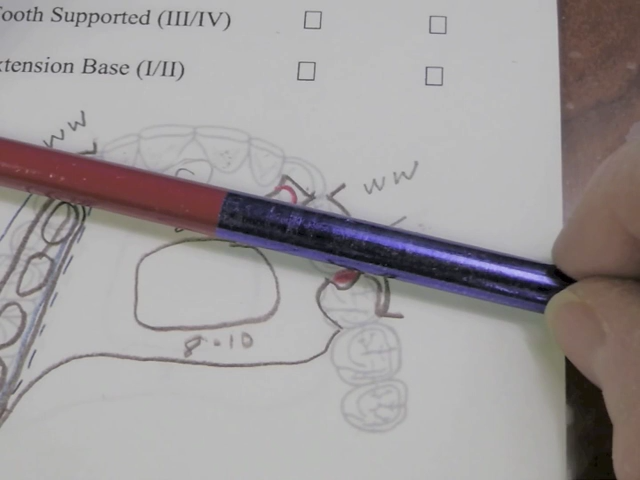 ooth Supported (III/IV)
xtension Base (I/II)
WW
WW
8-10